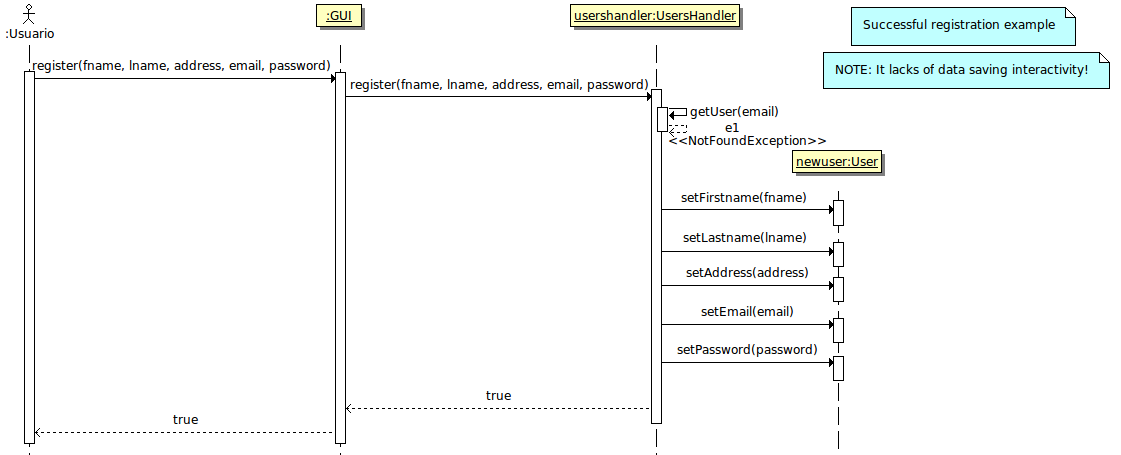 :Usuario
:GUI
usershandler:UsersHandler
Successful registration example
NOTE: It lacks of data saving interactivity!
register(fname, lname, address, email, password)
register(fname, lname, address, email, password)
getUser(email)
e1
<<NotFoundException>>
newuser:User
setFirstname(fname)
setLastname(lname)
setAddress(address)
setEmail(email)
setPassword(password)
true
true